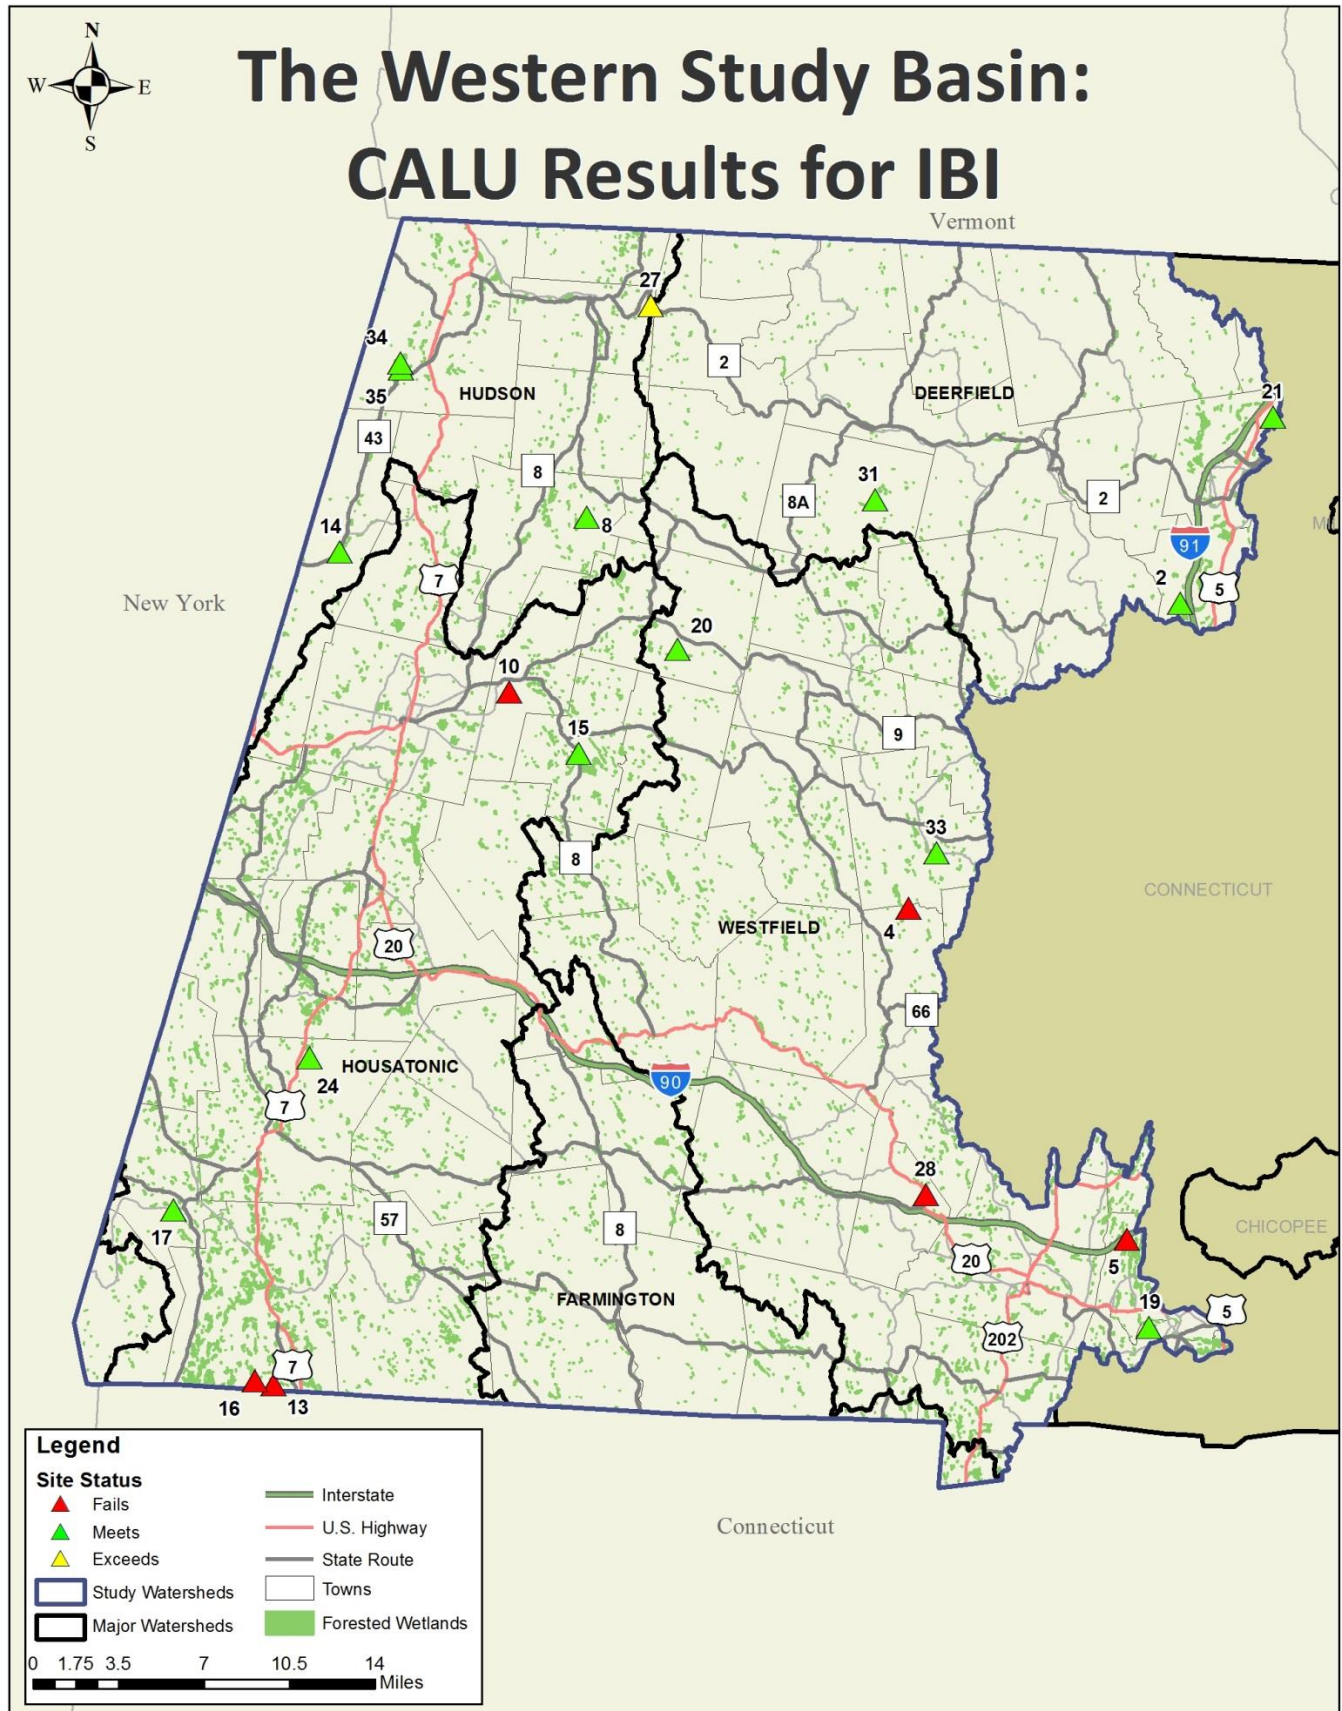 N
W E
S
The Western Study Basin:
CALU Results for IBI
Vermont
27
34
2
HUDSON
DEERFIELD
35
21
43
8
31
8A
2
14
8
91
7
2
5
New York
20
10
9
15
33
8
CONNECTICUT
4
WESTFIELD
20
66
HOUSATONIC
24
90
7
28
57
17
8
CHICOPEE
20
5
FARMINGTON
19
5
202
7
16
13
Legend
Site Status
Fails
Meets
Exceeds
Study Watersheds
Major Watersheds
Interstate
U.S. Highway
State Route
Towns
Forested Wetlands
0 1.75 3.5 7 10.5 14
Miles
Connecticut